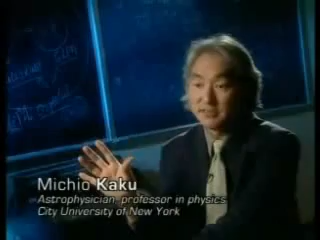 Michio Kaku
Astrophysician, professor in physics
City University of New York